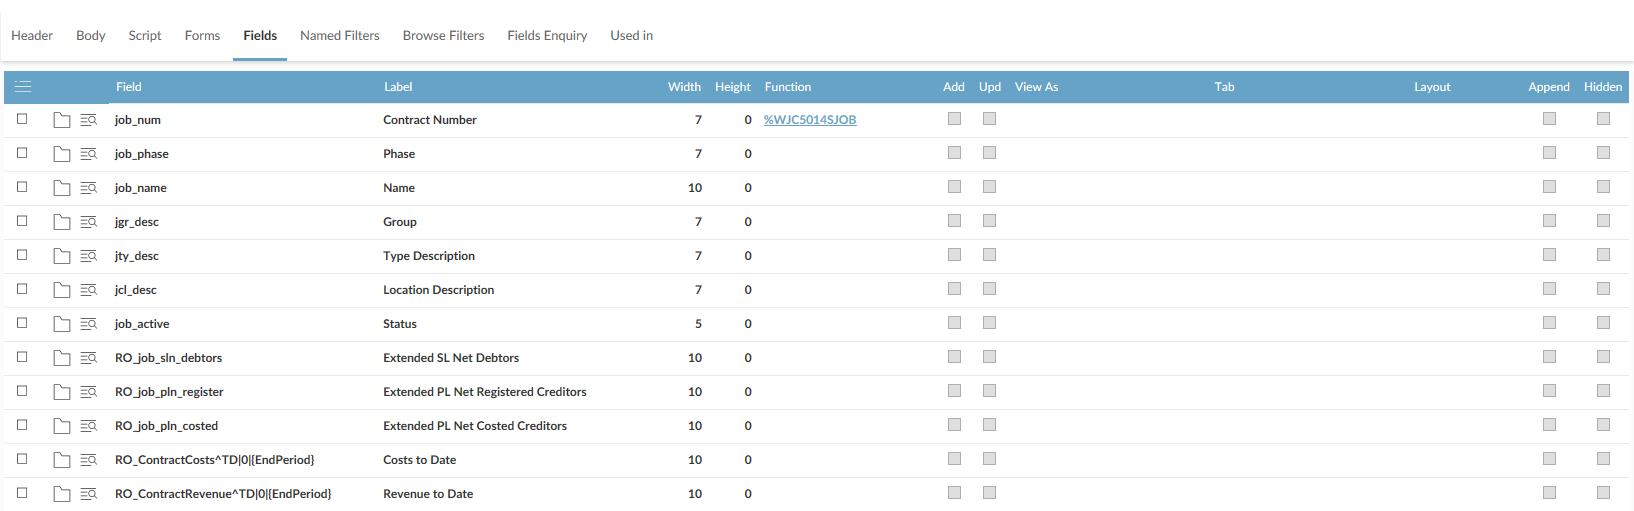 Header Body Script Forms Fields Named Filters Browse Filters Fields Enquiry Used in
Field Label Width Height Function Add Upd View As Tab Layout Append Hidden
job_num Contract Number 7 0 %WJC5014SJOB
job_phase Phase 7 0
job_name Name 10 0
jgr_desc Group 7 0
jty_desc Type Description 7 0
jcl_desc Location Description 7 0
job_active Status 5 0
RO_job_sln_debtors Extended SL Net Debtors 10 0
RO_job_pln_register Extended PL Net Registered Creditors 10 0
RO_job_pln_costed Extended PL Net Costed Creditors 10 0
RO_ContractCosts^TD|0|{EndPeriod} Costs to Date 10 0
RO_ContractRevenue^TD|0|{EndPeriod} Revenue to Date 10 0